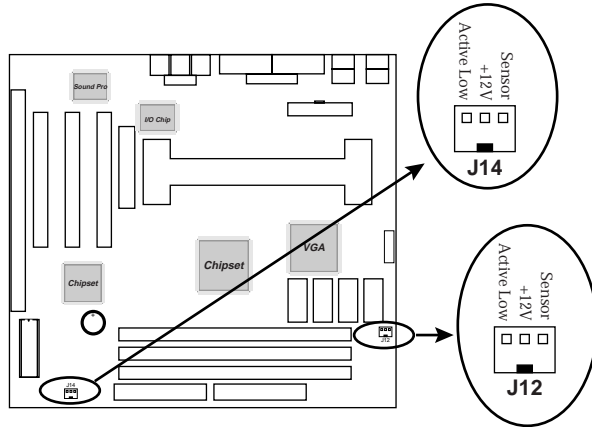 Sound Pro
I/O Chip
Chipset
VGA
Chipset
J14
J12
Active Low
+12V
Sensor
J14
Active Low
+12V
Sensor
J12